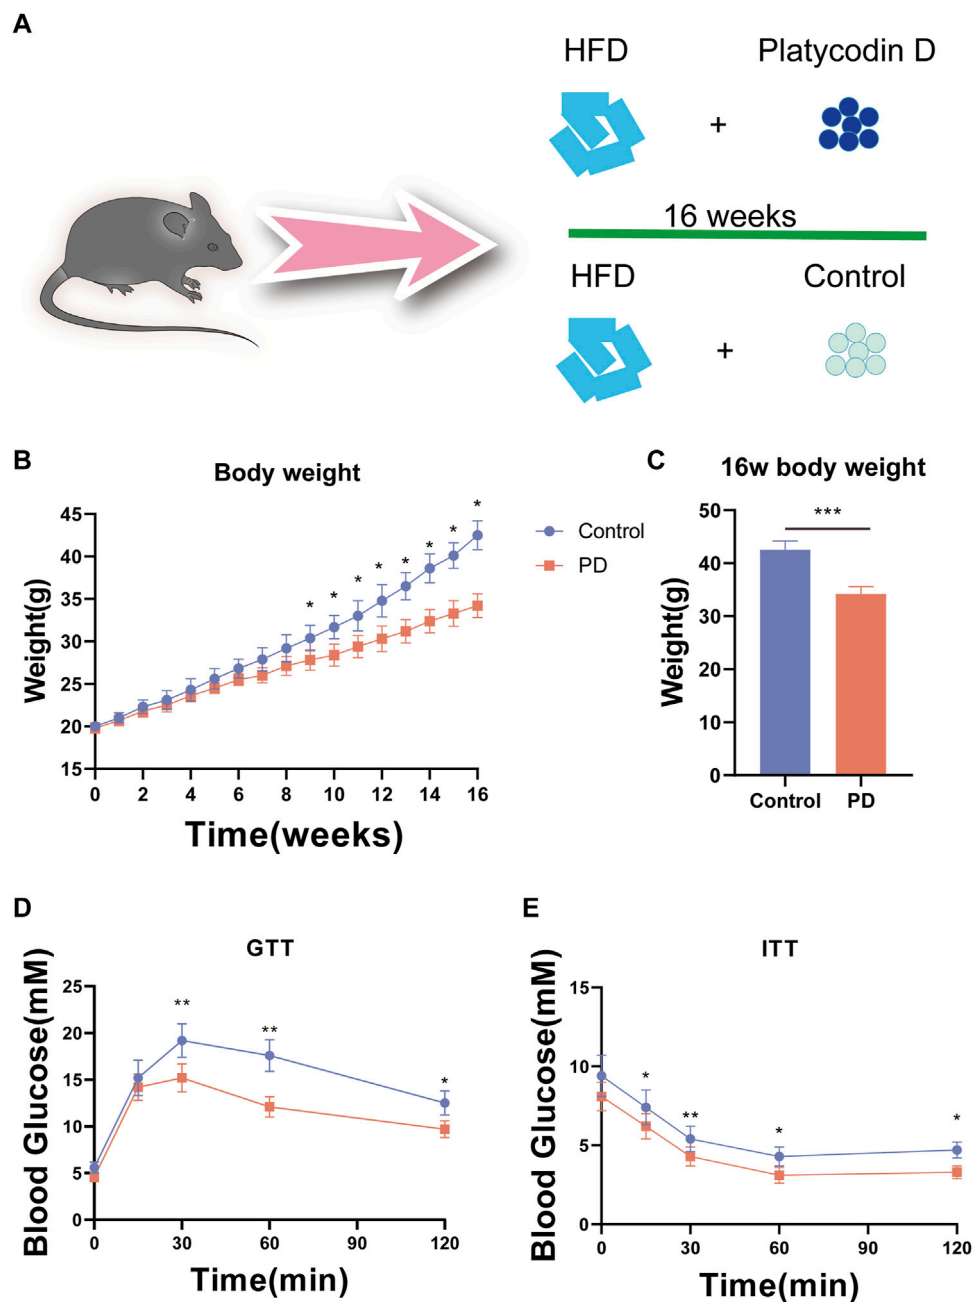 A
HFD
Platycodin D
+
16 weeks
HFD
Control
+
B
Body weight
Weight(g)
45
40
35
30
25
20
15
0 2 4 6 8 10 12 14 16
Time(weeks)
* * * * * * * *
Control
PD
C
16w body weight
Weight(g)
50
40
30
20
10
0
***
Control PD
D
GTT
Blood Glucose(mM)
25
20
15
10
5
0
** ** *
0 30 60 90 120
Time(min)
E
ITT
Blood Glucose(mM)
15
10
5
0
* ** * *
0 30 60 90 120
Time(min)